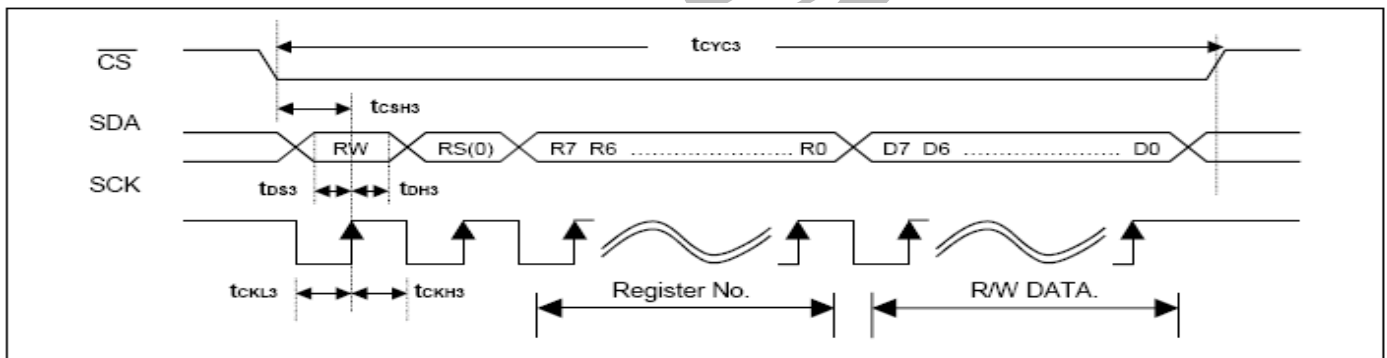 CS tCYC3
tCSH3
SDA
RW RS(0) R7 R6 ........................ R0 D7 D6 ........................ D0
SCK tDS3 tDH3
tCKL3 tCKH3 Register No. R/W DATA.